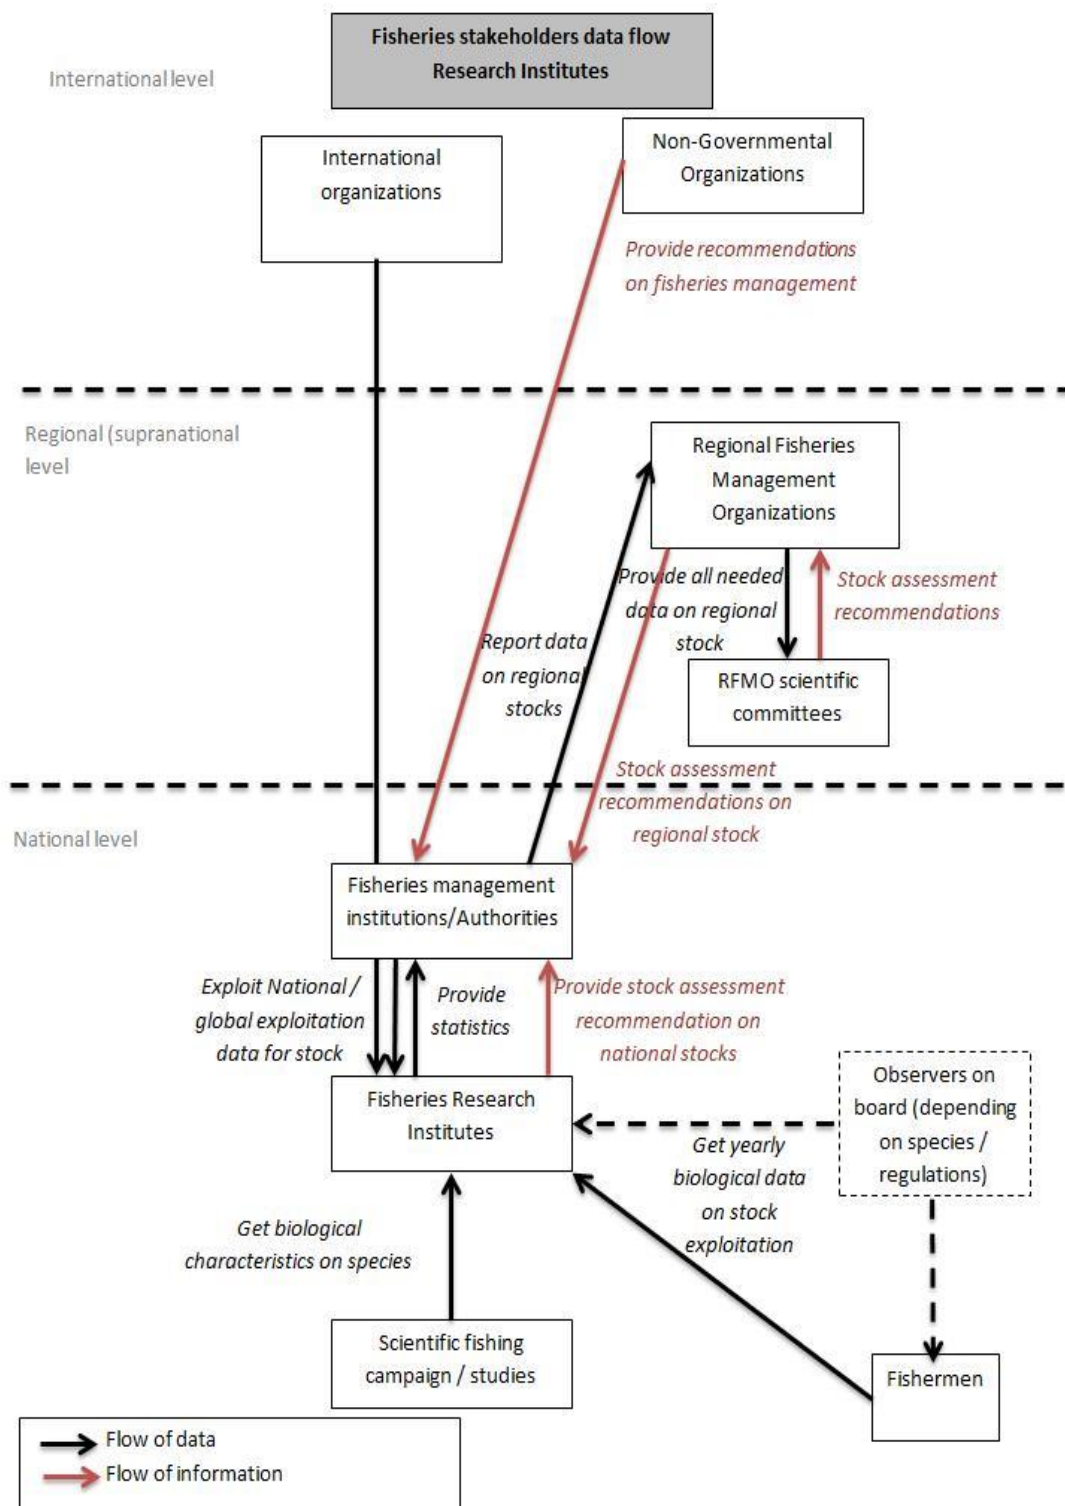 Fisheries stakeholders data flow
Research Institutes
International level
International
organizations
Non-Governmental
Organizations
Provide recommendations
on fisheries management
Regional (supranational
level
Regional Fisheries
Management
Organizations
Provide all needed
data on regional
stock
Stock assessment
recommendations
Report data
on regional
stocks
RFMO scientific
committees
Stock assessment
recommendations on
regional stock
National level
Fisheries management
institutions/Authorities
Exploit National /
global exploitation
data for stock
Provide
statistics
Provide stock assessment
recommendation on
national stocks
Fisheries Research
Institutes
Observers on
board (depending
on species /
regulations)
Get yearly
biological data
on stock
exploitation
Get biological
characteristics on species
Scientific fishing
campaign / studies
Fishermen
Flow of data
Flow of information